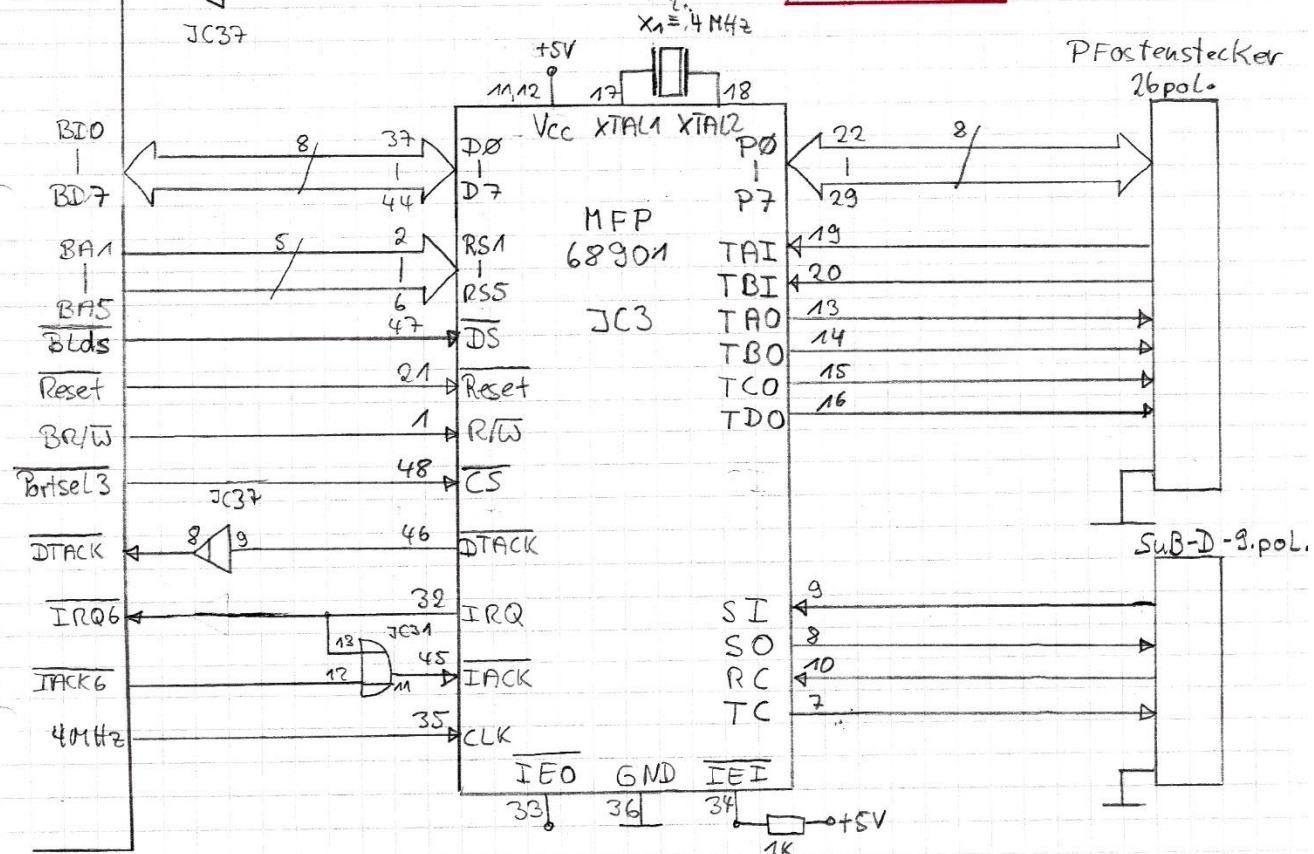 JC37
X1 ≙ 4 MHz
+5V
11,12
17
18
Vcc XTAL1 XTAL2
PFostenstecker
26pol.
BD0
|
BD7
8
37
|
44
D0
|
D7
P0
|
P7
22
|
29
8
MFP
68901
JC3
BA1
|
BA5
5
2
|
6
RS1
|
RS5
BLds
47
DS
Reset
21
Reset
BR/W
1
R/W
Portsel3
48
CS
JC37
DTACK
8
9
46
DTACK
IRQ6
32
IRQ
JC31
13
12
11
IACK6
45
IACK
4MHz
35
CLK
TAI
19
TBI
20
TAO
13
TBO
14
TCO
15
TDO
16
SuB-D-9.pol.
SI
9
SO
8
RC
10
TC
7
IEO
GND
IEI
33
36
34
+5V
1K